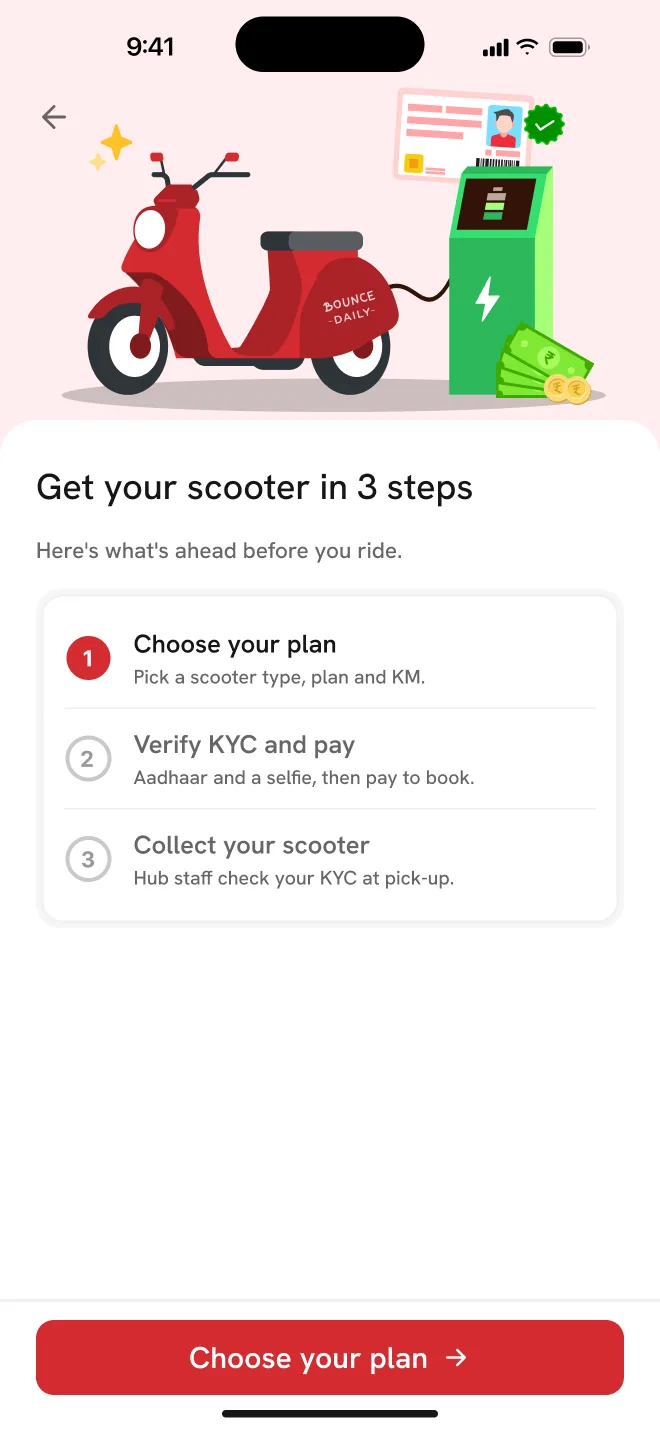 9:41
BOUNCE
-DAILY-
Get your scooter in 3 steps
Here's what's ahead before you ride.
1
Choose your plan
Pick a scooter type, plan and KM.
2
Verify KYC and pay
Aadhaar and a selfie, then pay to book.
3
Collect your scooter
Hub staff check your KYC at pick-up.
Choose your plan →